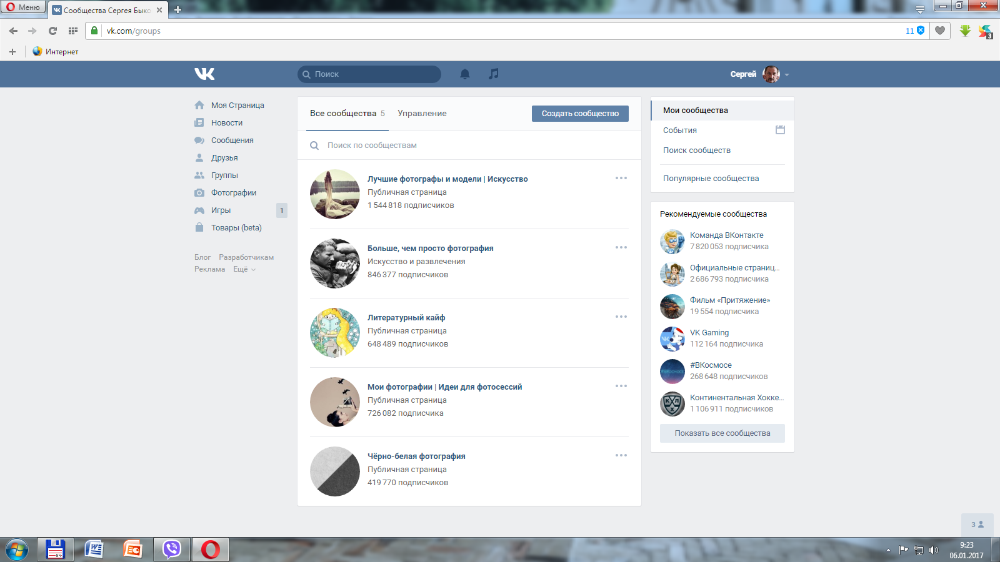 Меню
Сообщества Сергея Быко
vk.com/groups
11
3
Интернет
Поиск
Сергей
Моя Страница
Новости
Сообщения
Друзья
Группы
Фотографии
Игры 1
Товары (beta)
Блог Разработчикам
Реклама Ещё
Все сообщества 5 Управление Создать сообщество
Поиск по сообществам
Лучшие фотографы и модели | Искусство
Публичная страница
1 544 818 подписчиков
Больше, чем просто фотография
Искусство и развлечения
846 377 подписчиков
Литературный кайф
Публичная страница
648 489 подписчиков
Мои фотографии | Идеи для фотосессий
Публичная страница
726 082 подписчика
Чёрно-белая фотография
Публичная страница
419 770 подписчиков
Мои сообщества
События
Поиск сообществ
Популярные сообщества
Рекомендуемые сообщества
Команда ВКонтакте
7 820 053 подписчика
Официальные страниц...
2 686 793 подписчика
Фильм «Притяжение»
19 554 подписчика
VK Gaming
112 164 подписчика
#ВКосмосе
268 648 подписчиков
Континентальная Хокке...
1 106 911 подписчиков
Показать все сообщества
3
64
9:23
06.01.2017